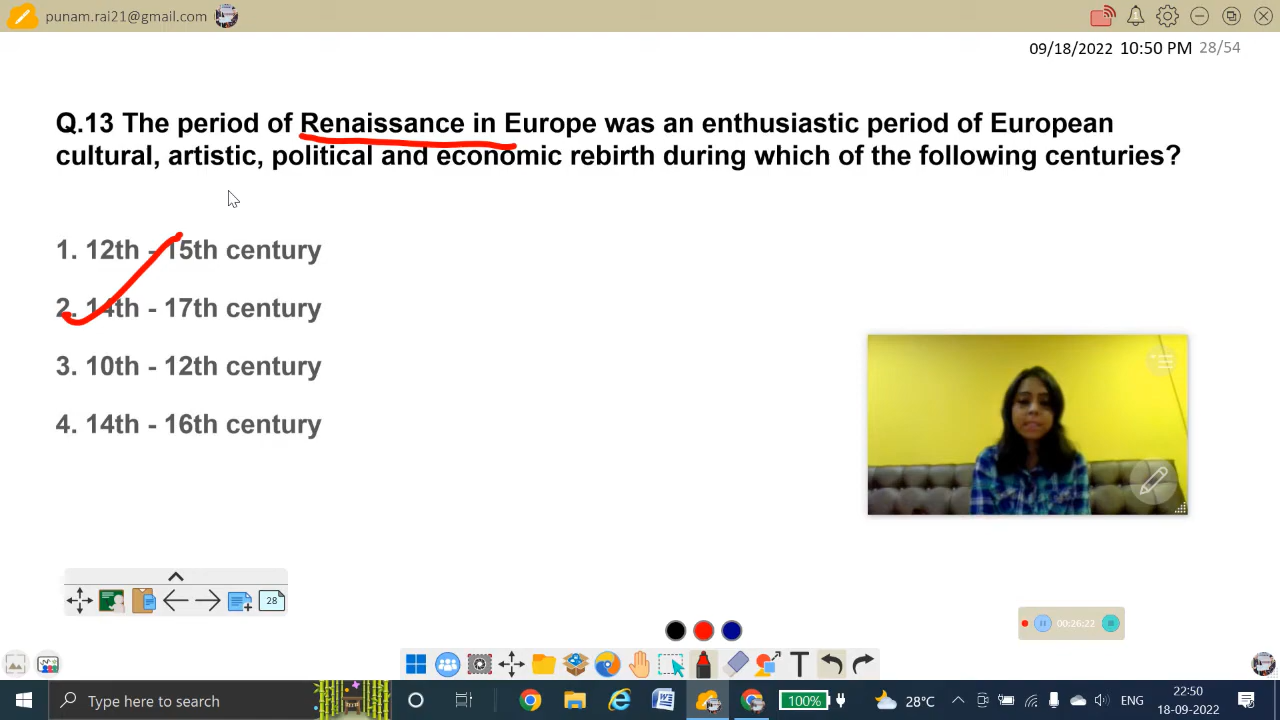 punam.rai21@gmail.com
09/18/2022 10:50 PM 28/54
Q.13 The period of Renaissance in Europe was an enthusiastic period of European
cultural, artistic, political and economic rebirth during which of the following centuries?
1. 12th - 15th century
2. 14th - 17th century
3. 10th - 12th century
4. 14th - 16th century
28
00:26:22
T
Type here to search
100%
28°C
ENG
22:50
18-09-2022